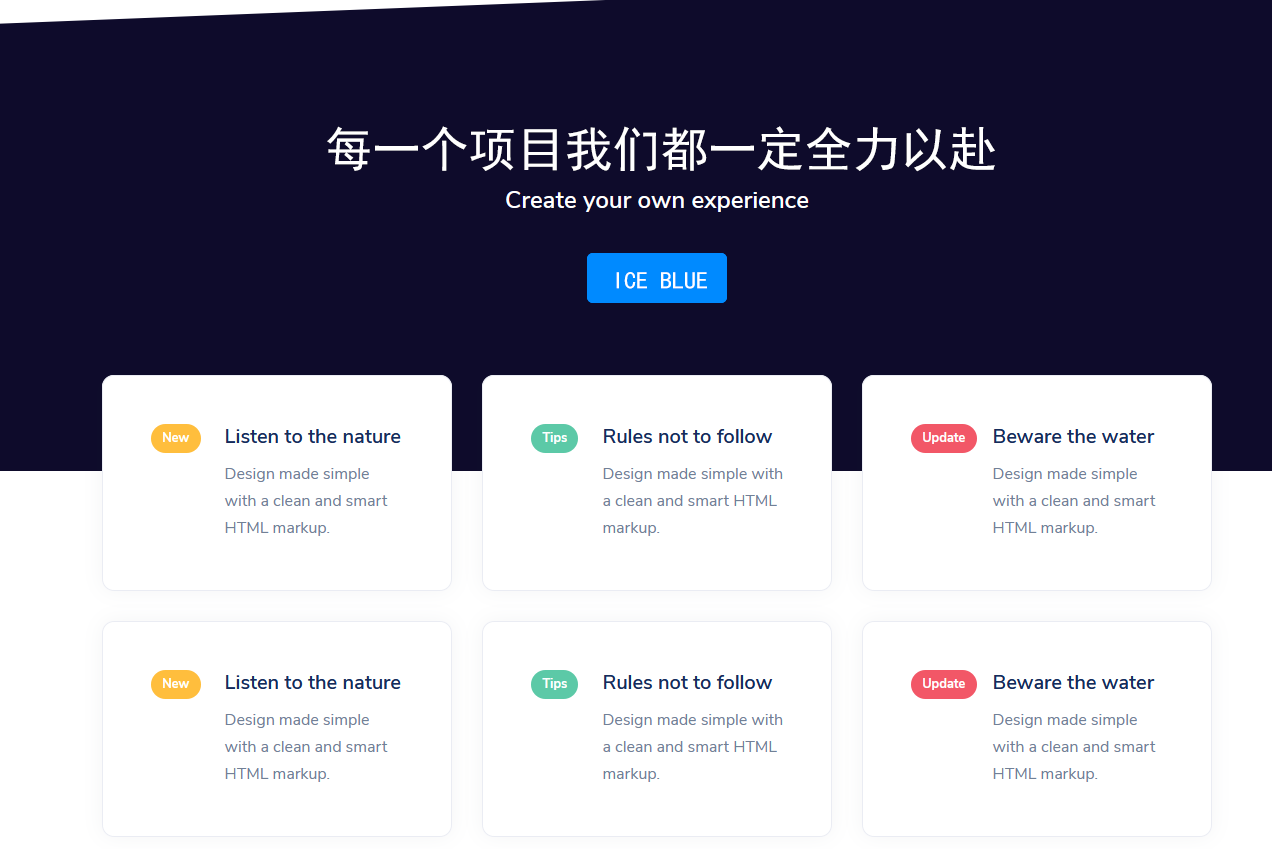 每一个项目我们都一定全力以赴
Create your own experience
ICE BLUE
New
Listen to the nature
Design made simple
with a clean and smart
HTML markup.
Tips
Rules not to follow
Design made simple with
a clean and smart HTML
markup.
Update
Beware the water
Design made simple
with a clean and smart
HTML markup.
New
Listen to the nature
Design made simple
with a clean and smart
HTML markup.
Tips
Rules not to follow
Design made simple with
a clean and smart HTML
markup.
Update
Beware the water
Design made simple
with a clean and smart
HTML markup.